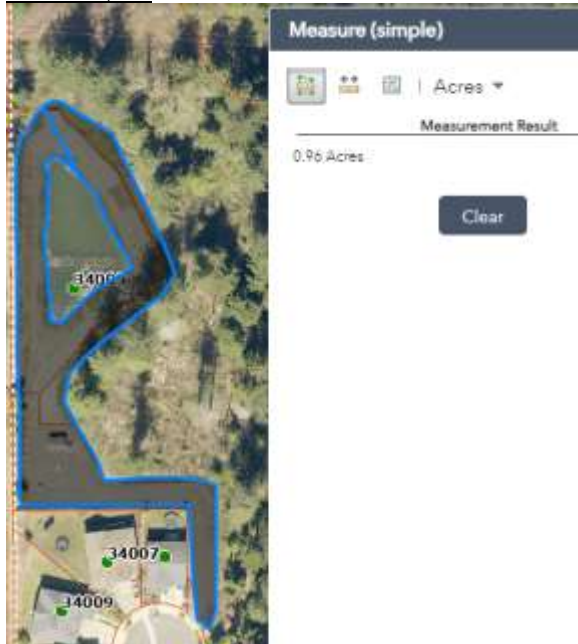 Measure (simple)
Acres
Measurement Result
0.96 Acres
Clear
34007
34009